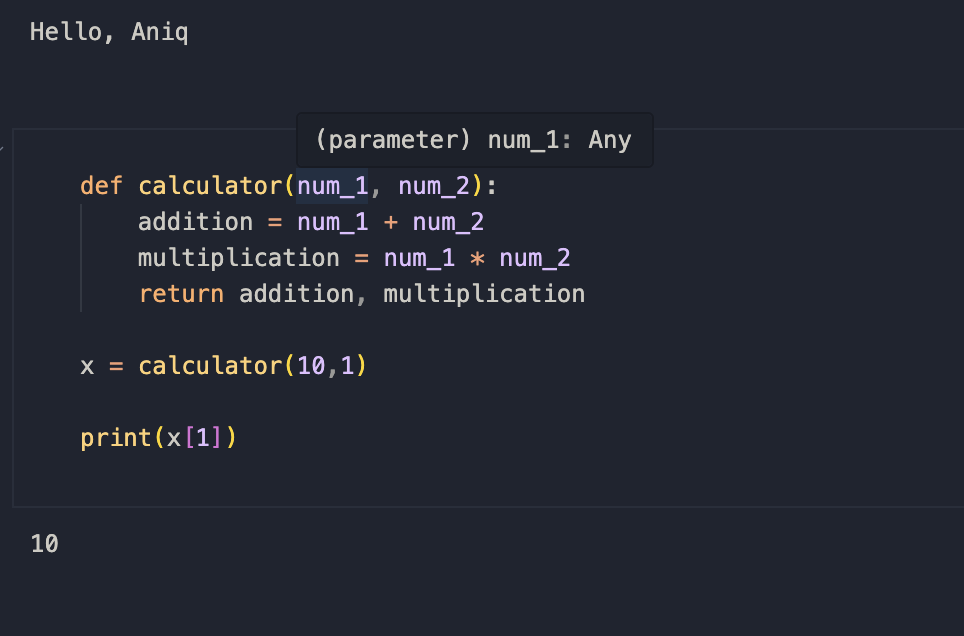 Hello, Aniq
(parameter) num_1: Any
def calculator(num_1, num_2):
    addition = num_1 + num_2
    multiplication = num_1 * num_2
    return addition, multiplication
x = calculator(10,1)
print(x[1])
10